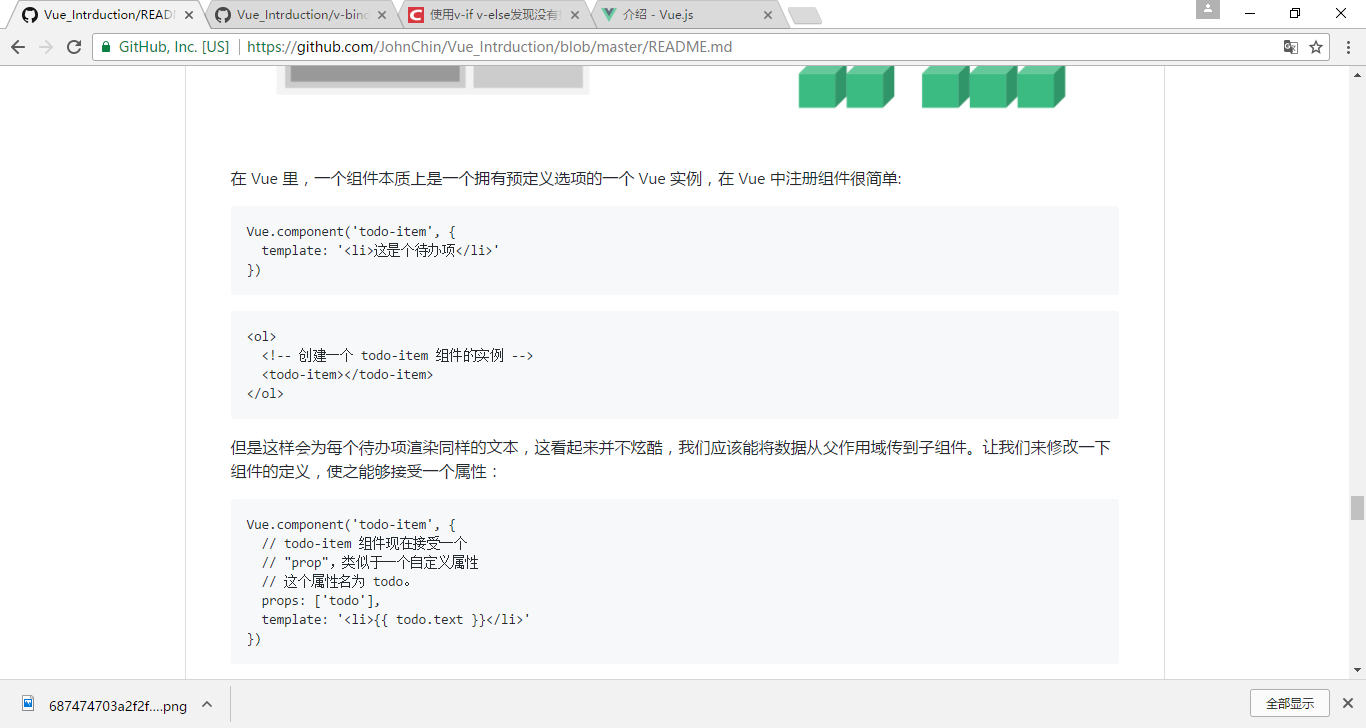 Vue_Intrduction/READ
Vue_Intrduction/v-bind
使用v-if v-else发现没有
介绍 - Vue.js
GitHub, Inc. [US]
https://github.com/JohnChin/Vue_Intrduction/blob/master/README.md
在 Vue 里，一个组件本质上是一个拥有预定义选项的一个 Vue 实例，在 Vue 中注册组件很简单:
Vue.component('todo-item', {
template: '<li>这是个待办项</li>'
})
<ol>
<!-- 创建一个 todo-item 组件的实例 -->
<todo-item></todo-item>
</ol>
但是这样会为每个待办项渲染同样的文本，这看起来并不炫酷，我们应该能将数据从父作用域传到子组件。让我们来修改一下
组件的定义，使之能够接受一个属性：
Vue.component('todo-item', {
// todo-item 组件现在接受一个
// "prop"，类似于一个自定义属性
// 这个属性名为 todo。
props: ['todo'],
template: '<li>{{ todo.text }}</li>'
})
687474703a2f2f....png
全部显示